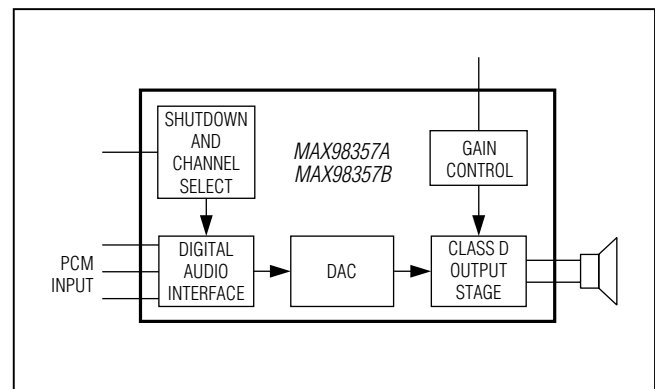 SHUTDOWN
AND
CHANNEL
SELECT
MAX98357A
MAX98357B
GAIN
CONTROL
PCM
INPUT
DIGITAL
AUDIO
INTERFACE
DAC
CLASS D
OUTPUT
STAGE